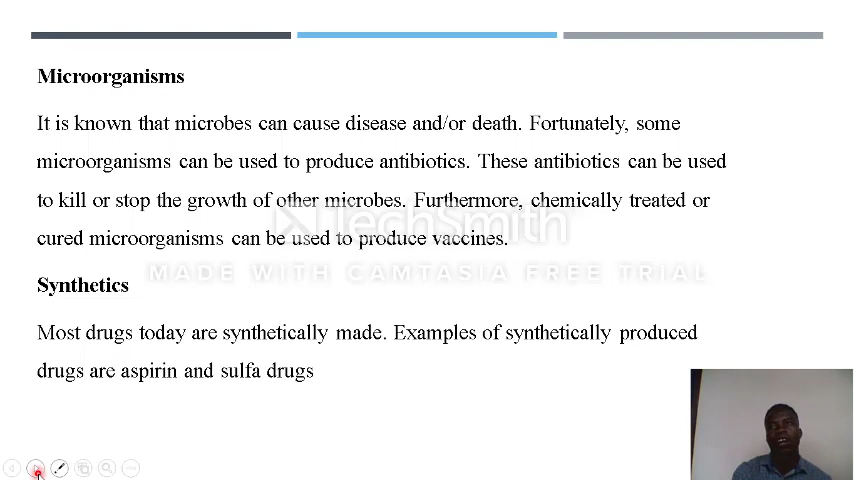 Microorganisms
It is known that microbes can cause disease and/or death. Fortunately, some
microorganisms can be used to produce antibiotics. These antibiotics can be used
to kill or stop the growth of other microbes. Furthermore, chemically treated or
TechSmith
cured microorganisms can be used to produce vaccines.
MADE WITH CAMTASIA FREE TRIAL
Synthetics
Most drugs today are synthetically made. Examples of synthetically produced
drugs are aspirin and sulfa drugs